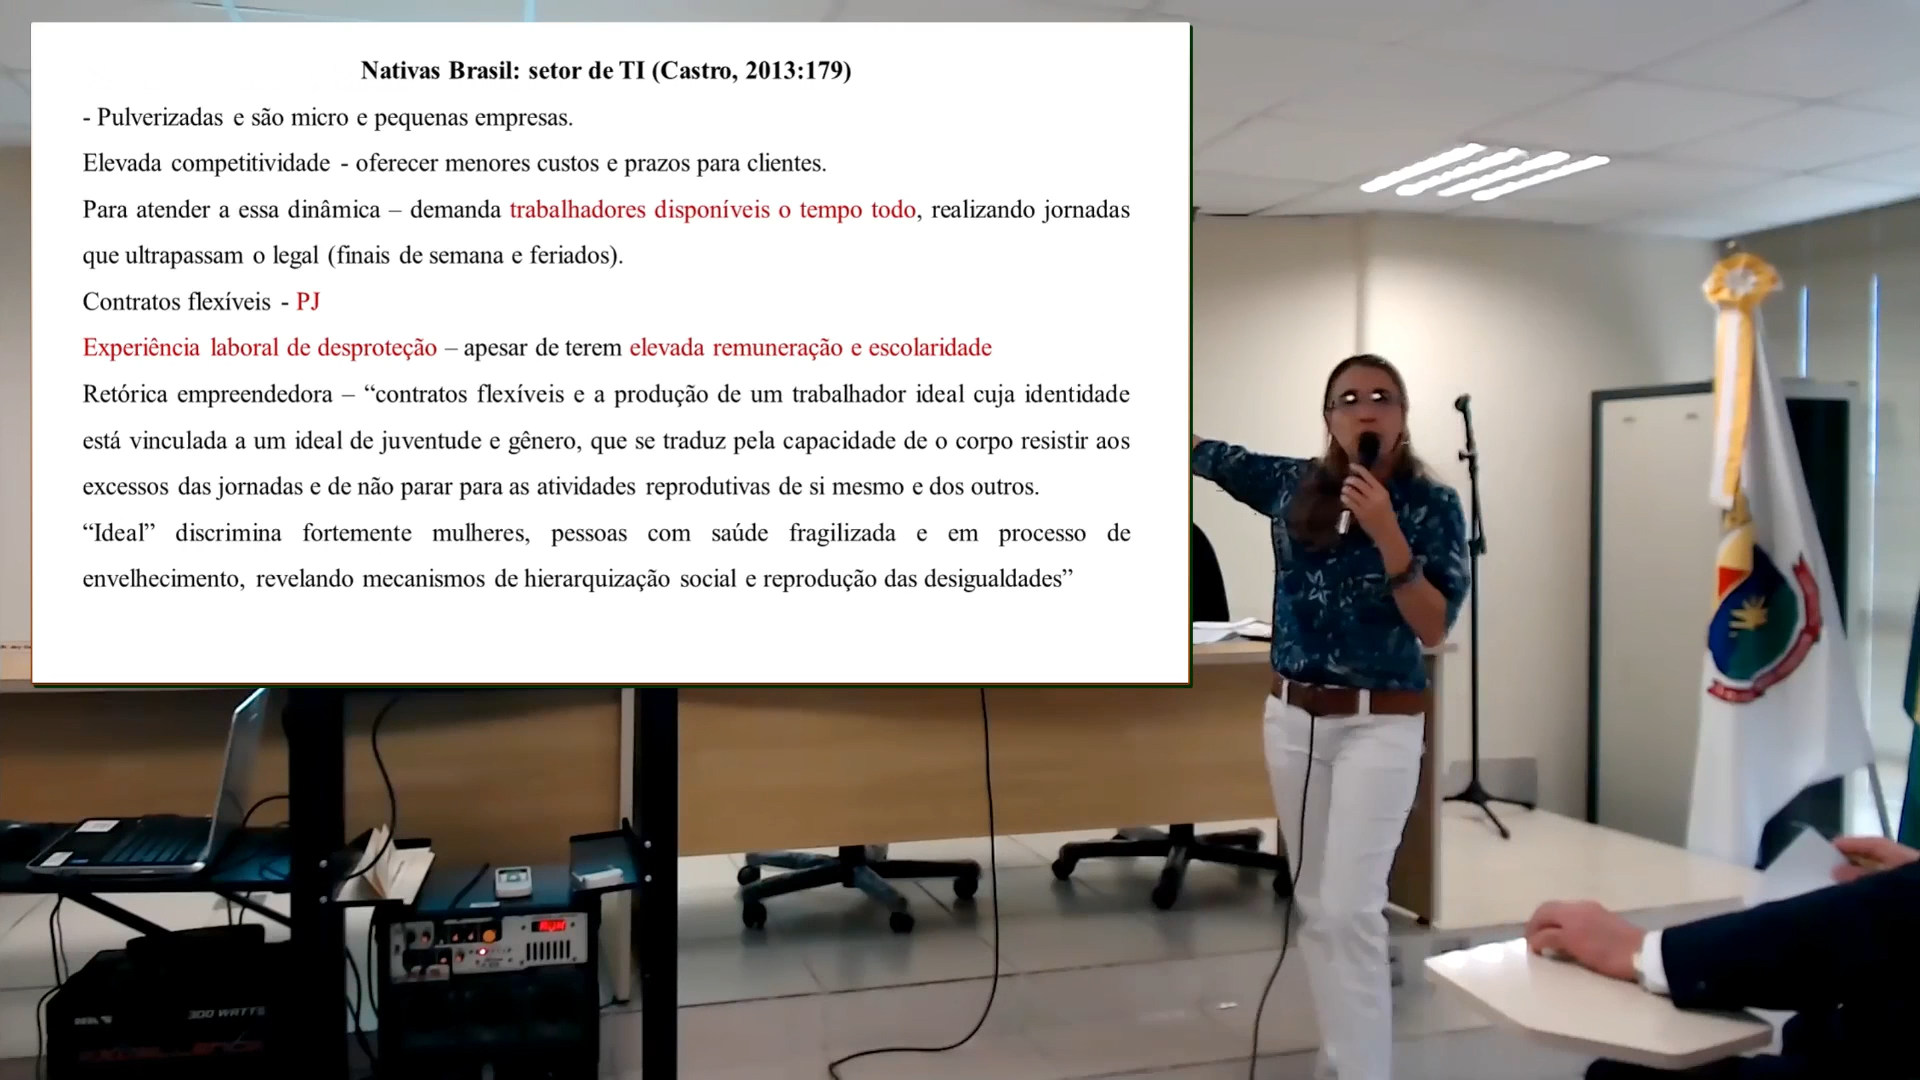 Nativas Brasil: setor de TI (Castro, 2013:179)
- Pulverizadas e são micro e pequenas empresas.
Elevada competitividade - oferecer menores custos e prazos para clientes.
Para atender a essa dinâmica – demanda trabalhadores disponíveis o tempo todo, realizando jornadas
que ultrapassam o legal (finais de semana e feriados).
Contratos flexíveis - PJ
Experiência laboral de desproteção – apesar de terem elevada remuneração e escolaridade
Retórica empreendedora – “contratos flexíveis e a produção de um trabalhador ideal cuja identidade
está vinculada a um ideal de juventude e gênero, que se traduz pela capacidade de o corpo resistir aos
excessos das jornadas e de não parar para as atividades reprodutivas de si mesmo e dos outros.
“Ideal” discrimina fortemente mulheres, pessoas com saúde fragilizada e em processo de
envelhecimento, revelando mecanismos de hierarquização social e reprodução das desigualdades”
300 WATTS